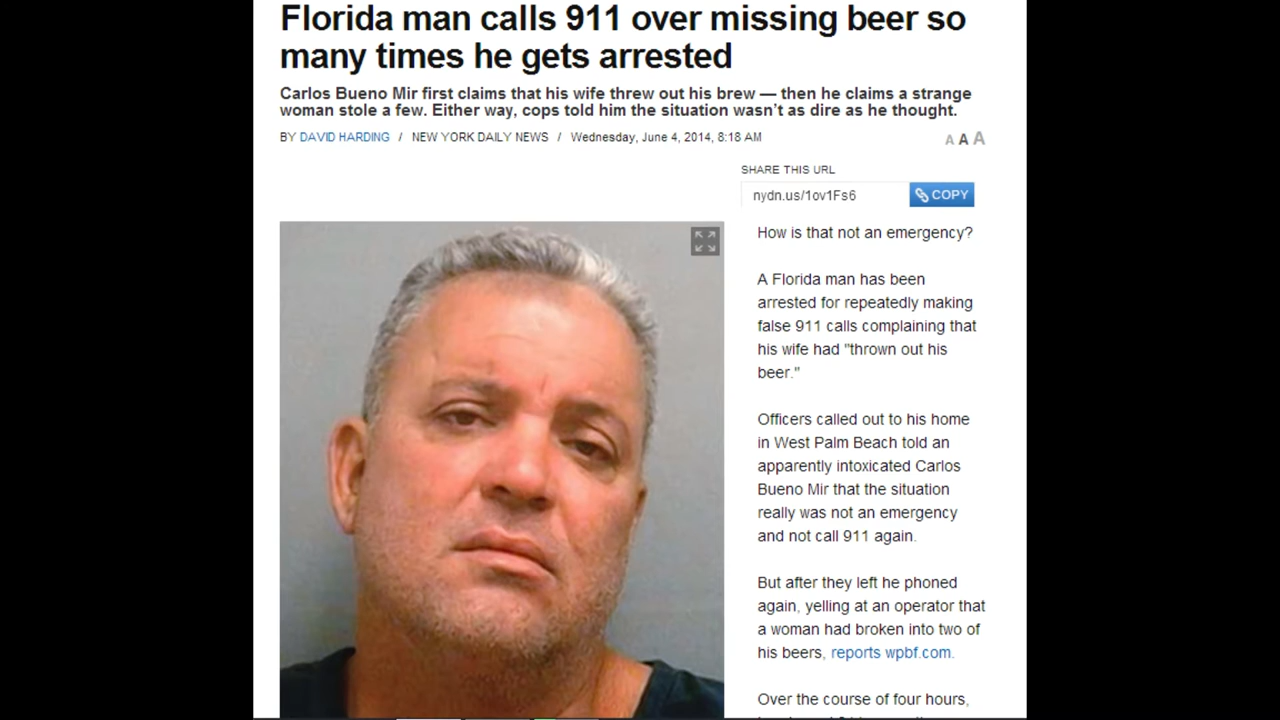 Florida man calls 911 over missing beer so
many times he gets arrested
Carlos Bueno Mir first claims that his wife threw out his brew — then he claims a strange
woman stole a few. Either way, cops told him the situation wasn’t as dire as he thought.
BY DAVID HARDING / NEW YORK DAILY NEWS / Wednesday, June 4, 2014, 8:18 AM
A A A
SHARE THIS URL
nydn.us/1ov1Fs6 COPY
How is that not an emergency?
A Florida man has been
arrested for repeatedly making
false 911 calls complaining that
his wife had "thrown out his
beer."
Officers called out to his home
in West Palm Beach told an
apparently intoxicated Carlos
Bueno Mir that the situation
really was not an emergency
and not call 911 again.
But after they left he phoned
again, yelling at an operator that
a woman had broken into two of
his beers, reports wpbf.com.
Over the course of four hours,